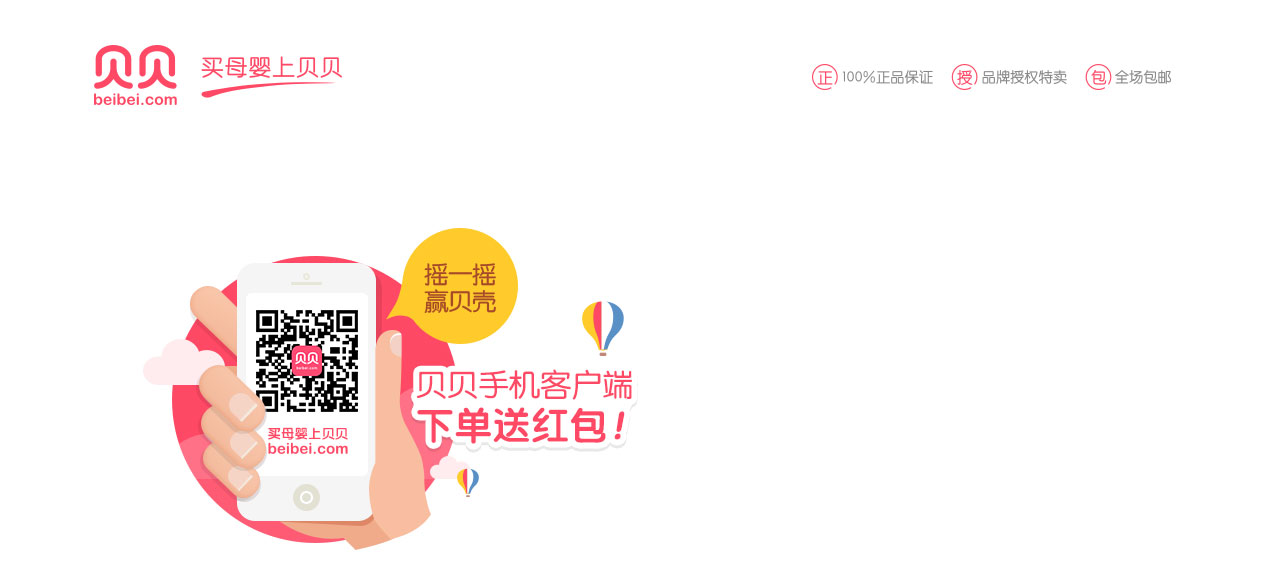 贝贝
beibei.com
买母婴上贝贝
正 100%正品保证
授 品牌授权特卖
包 全场包邮
摇一摇
赢贝壳
贝贝
beibei.com
买母婴上贝贝
beibei.com
贝贝手机客户端
下单送红包!